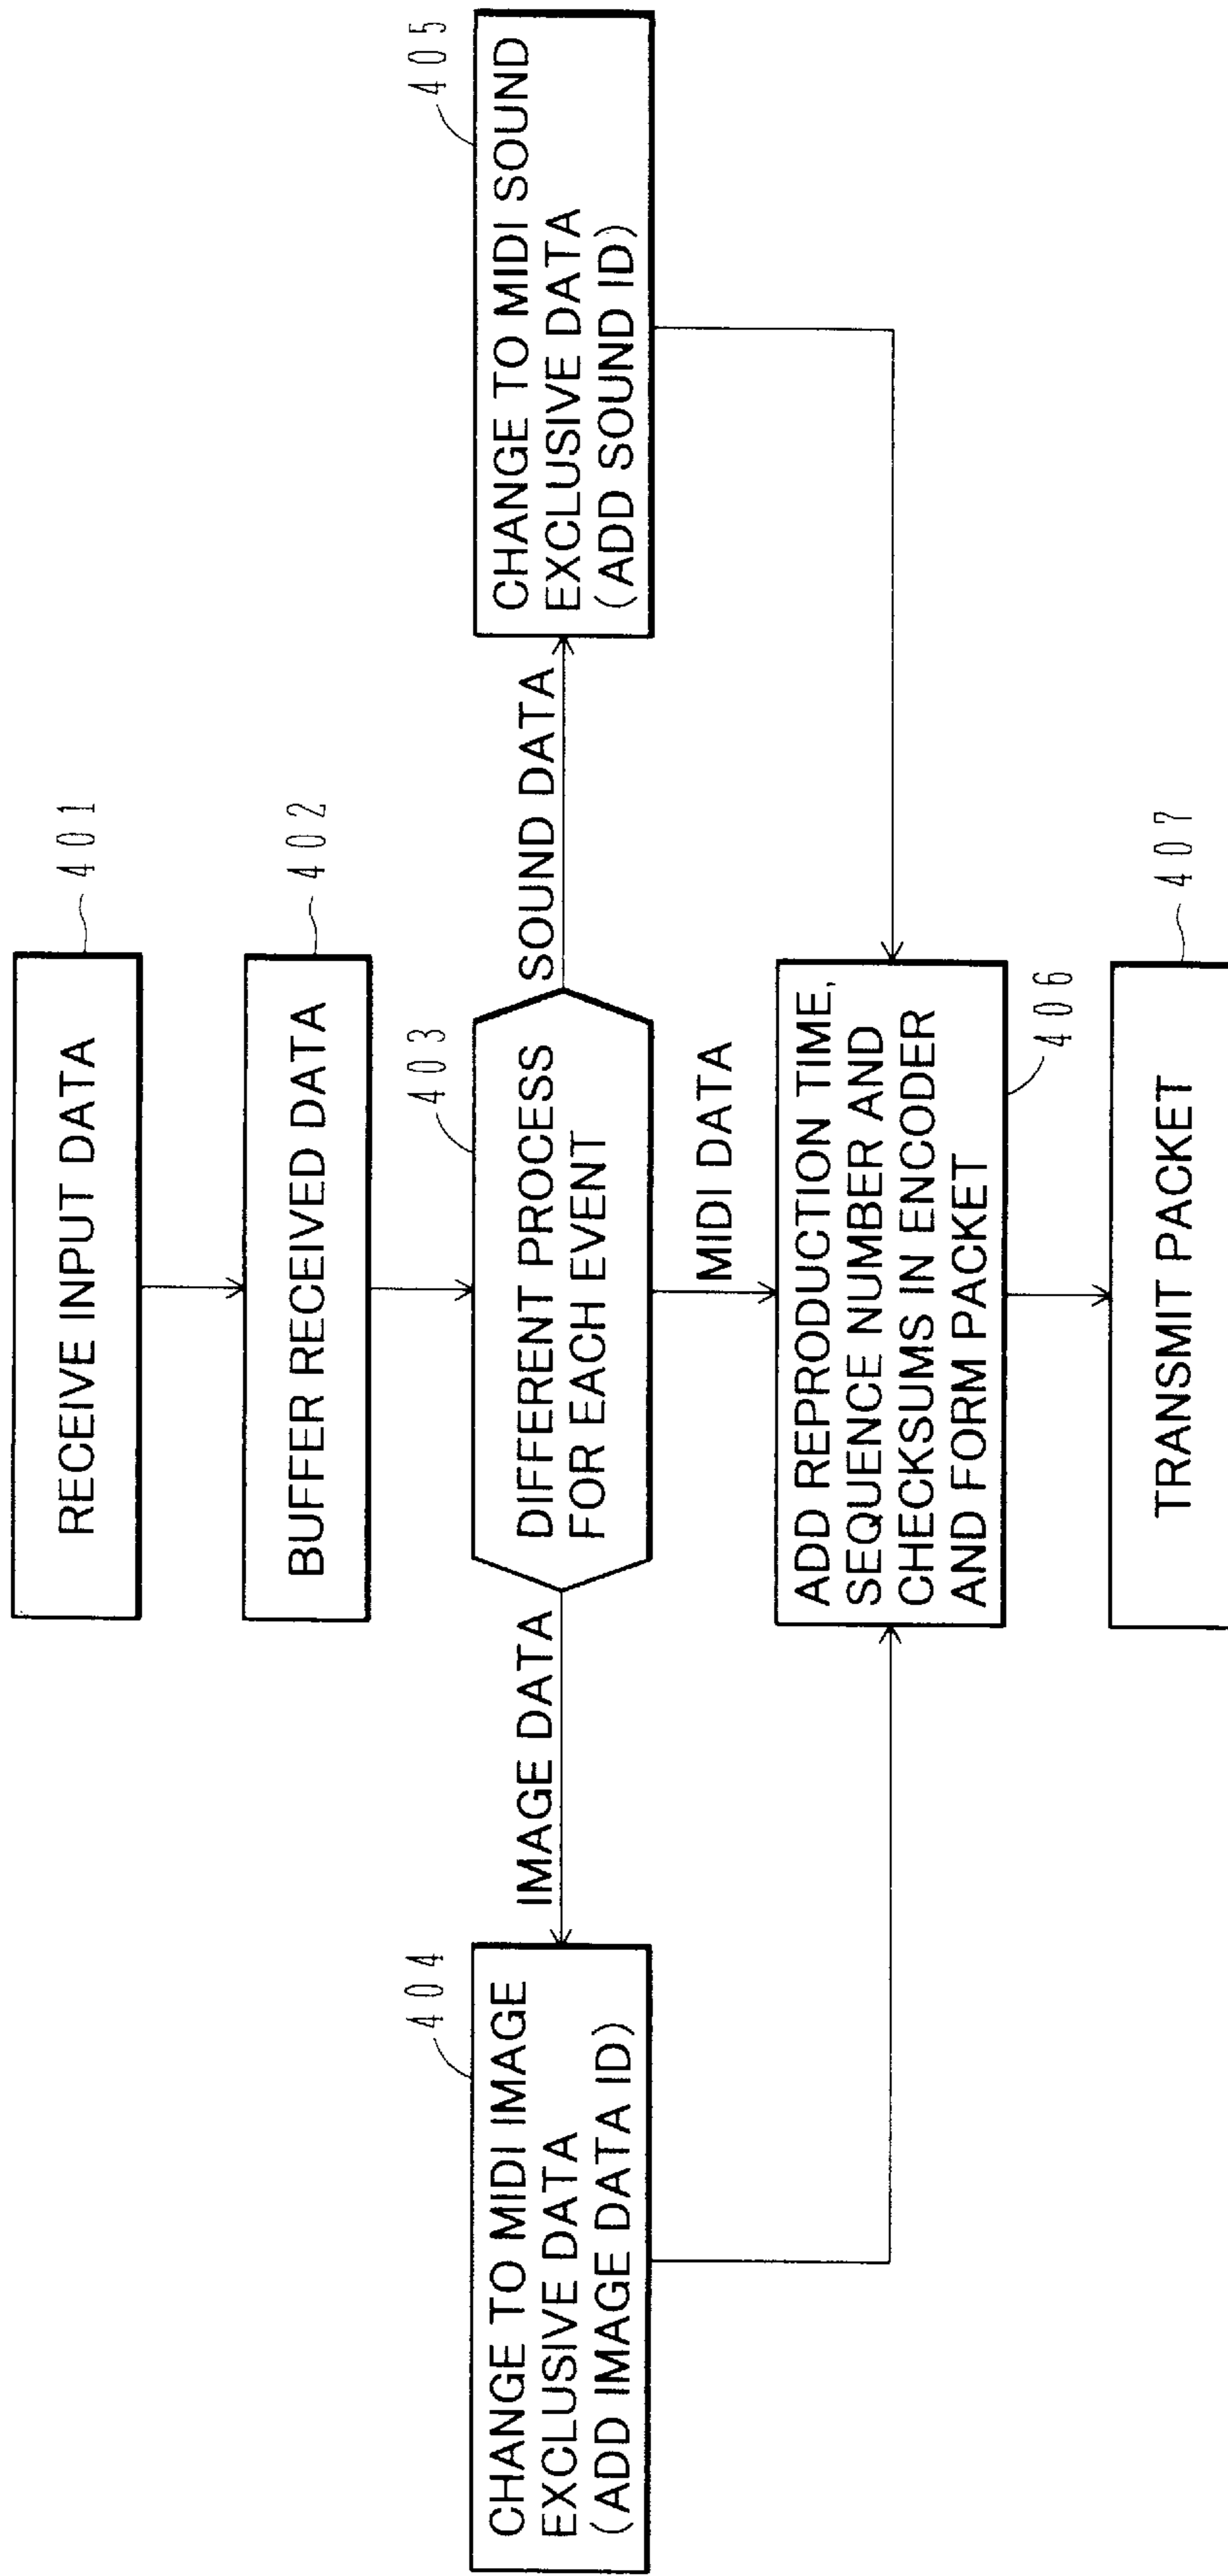 RECEIVE INPUT DATA
401
BUFFER RECEIVED DATA
402
DIFFERENT PROCESS
FOR EACH EVENT
403
IMAGE DATA
SOUND DATA
MIDI DATA
CHANGE TO MIDI IMAGE
EXCLUSIVE DATA
(ADD IMAGE DATA ID)
404
CHANGE TO MIDI SOUND
EXCLUSIVE DATA
(ADD SOUND ID)
405
ADD REPRODUCTION TIME,
SEQUENCE NUMBER AND
CHECKSUMS IN ENCODER
AND FORM PACKET
406
TRANSMIT PACKET
407